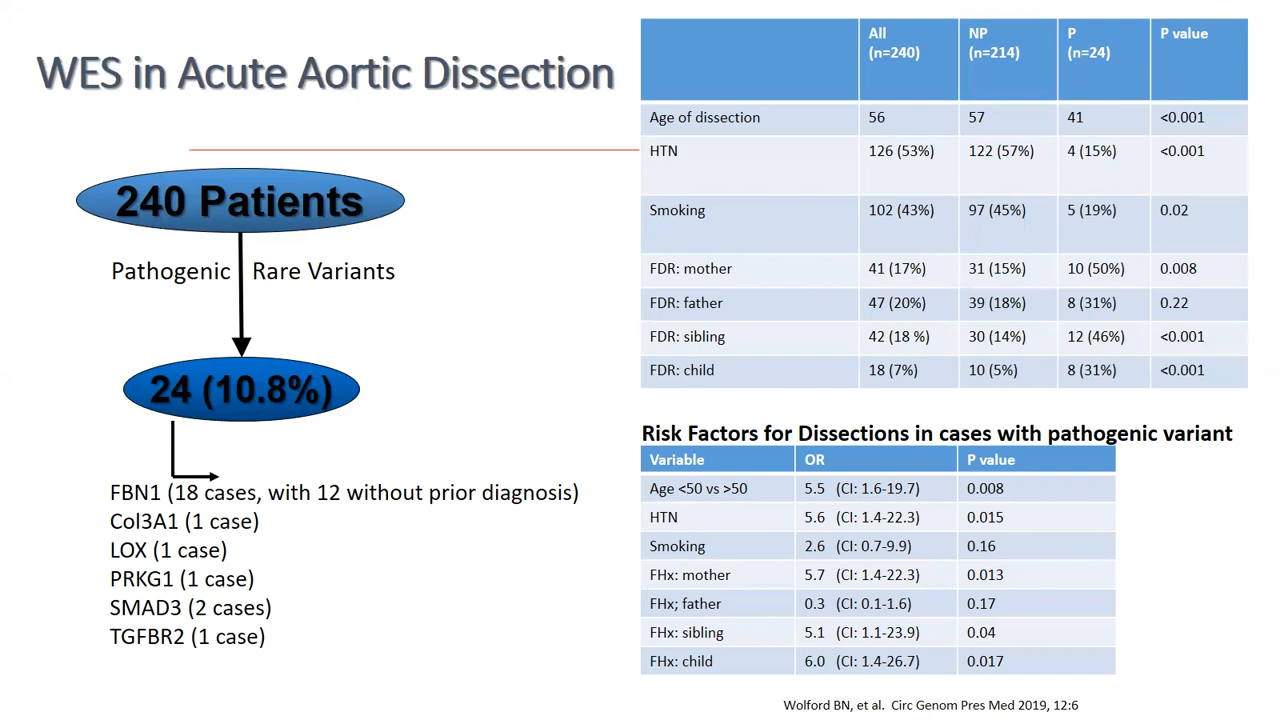 WES in Acute Aortic Dissection
240 Patients
Pathogenic Rare Variants
24 (10.8%)
FBN1 (18 cases, with 12 without prior diagnosis)
Col3A1 (1 case)
LOX (1 case)
PRKG1 (1 case)
SMAD3 (2 cases)
TGFBR2 (1 case)
All NP P P value
(n=240) (n=214) (n=24)
Age of dissection 56 57 41 <0.001
HTN 126 (53%) 122 (57%) 4 (15%) <0.001
Smoking 102 (43%) 97 (45%) 5 (19%) 0.02
FDR: mother 41 (17%) 31 (15%) 10 (50%) 0.008
FDR: father 47 (20%) 39 (18%) 8 (31%) 0.22
FDR: sibling 42 (18 %) 30 (14%) 12 (46%) <0.001
FDR: child 18 (7%) 10 (5%) 8 (31%) <0.001
Risk Factors for Dissections in cases with pathogenic variant
Variable OR P value
Age <50 vs >50 5.5 (CI: 1.6-19.7) 0.008
HTN 5.6 (CI: 1.4-22.3) 0.015
Smoking 2.6 (CI: 0.7-9.9) 0.16
FHx: mother 5.7 (CI: 1.4-22.3) 0.013
FHx; father 0.3 (CI: 0.1-1.6) 0.17
FHx: sibling 5.1 (CI: 1.1-23.9) 0.04
FHx: child 6.0 (CI: 1.4-26.7) 0.017
Wolford BN, et al. Circ Genom Pres Med 2019, 12:6